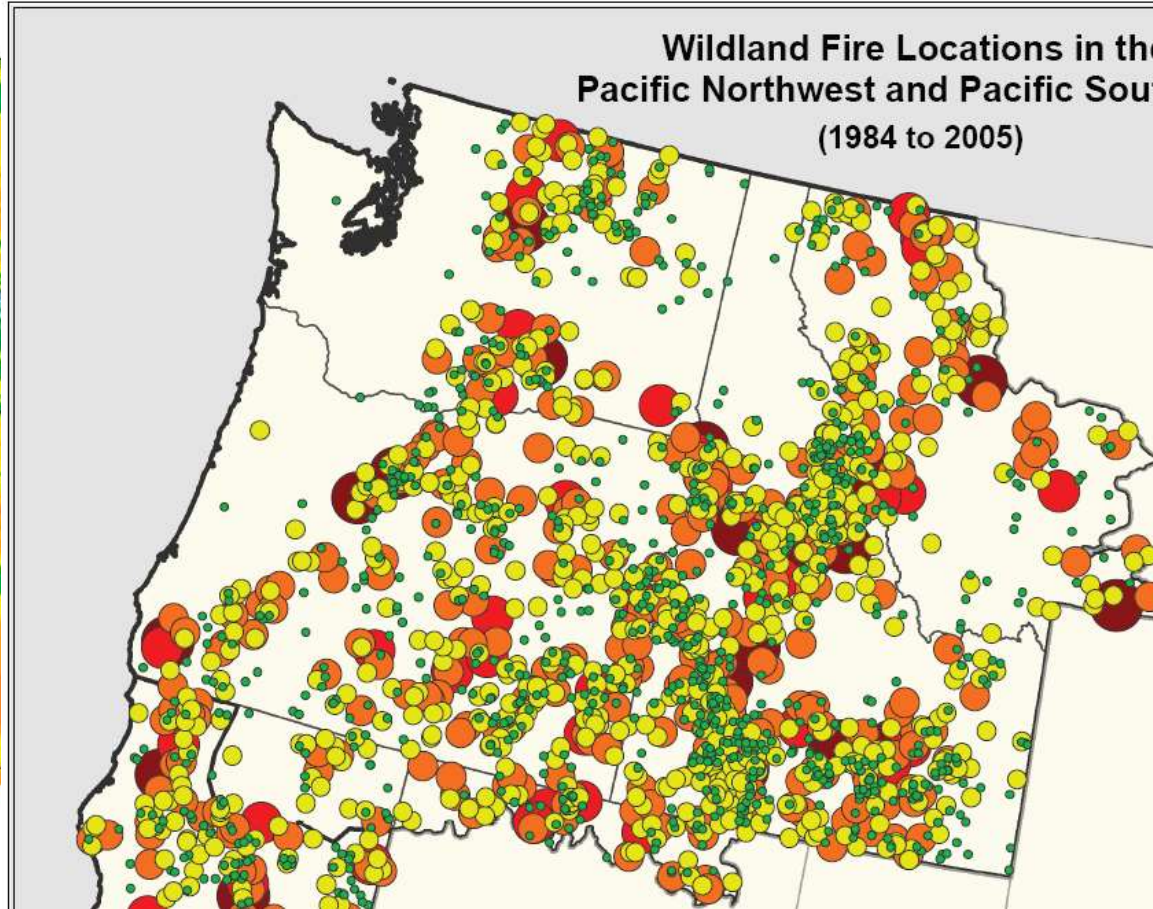 Wildland Fire Locations in the
Pacific Northwest and Pacific Sou
(1984 to 2005)